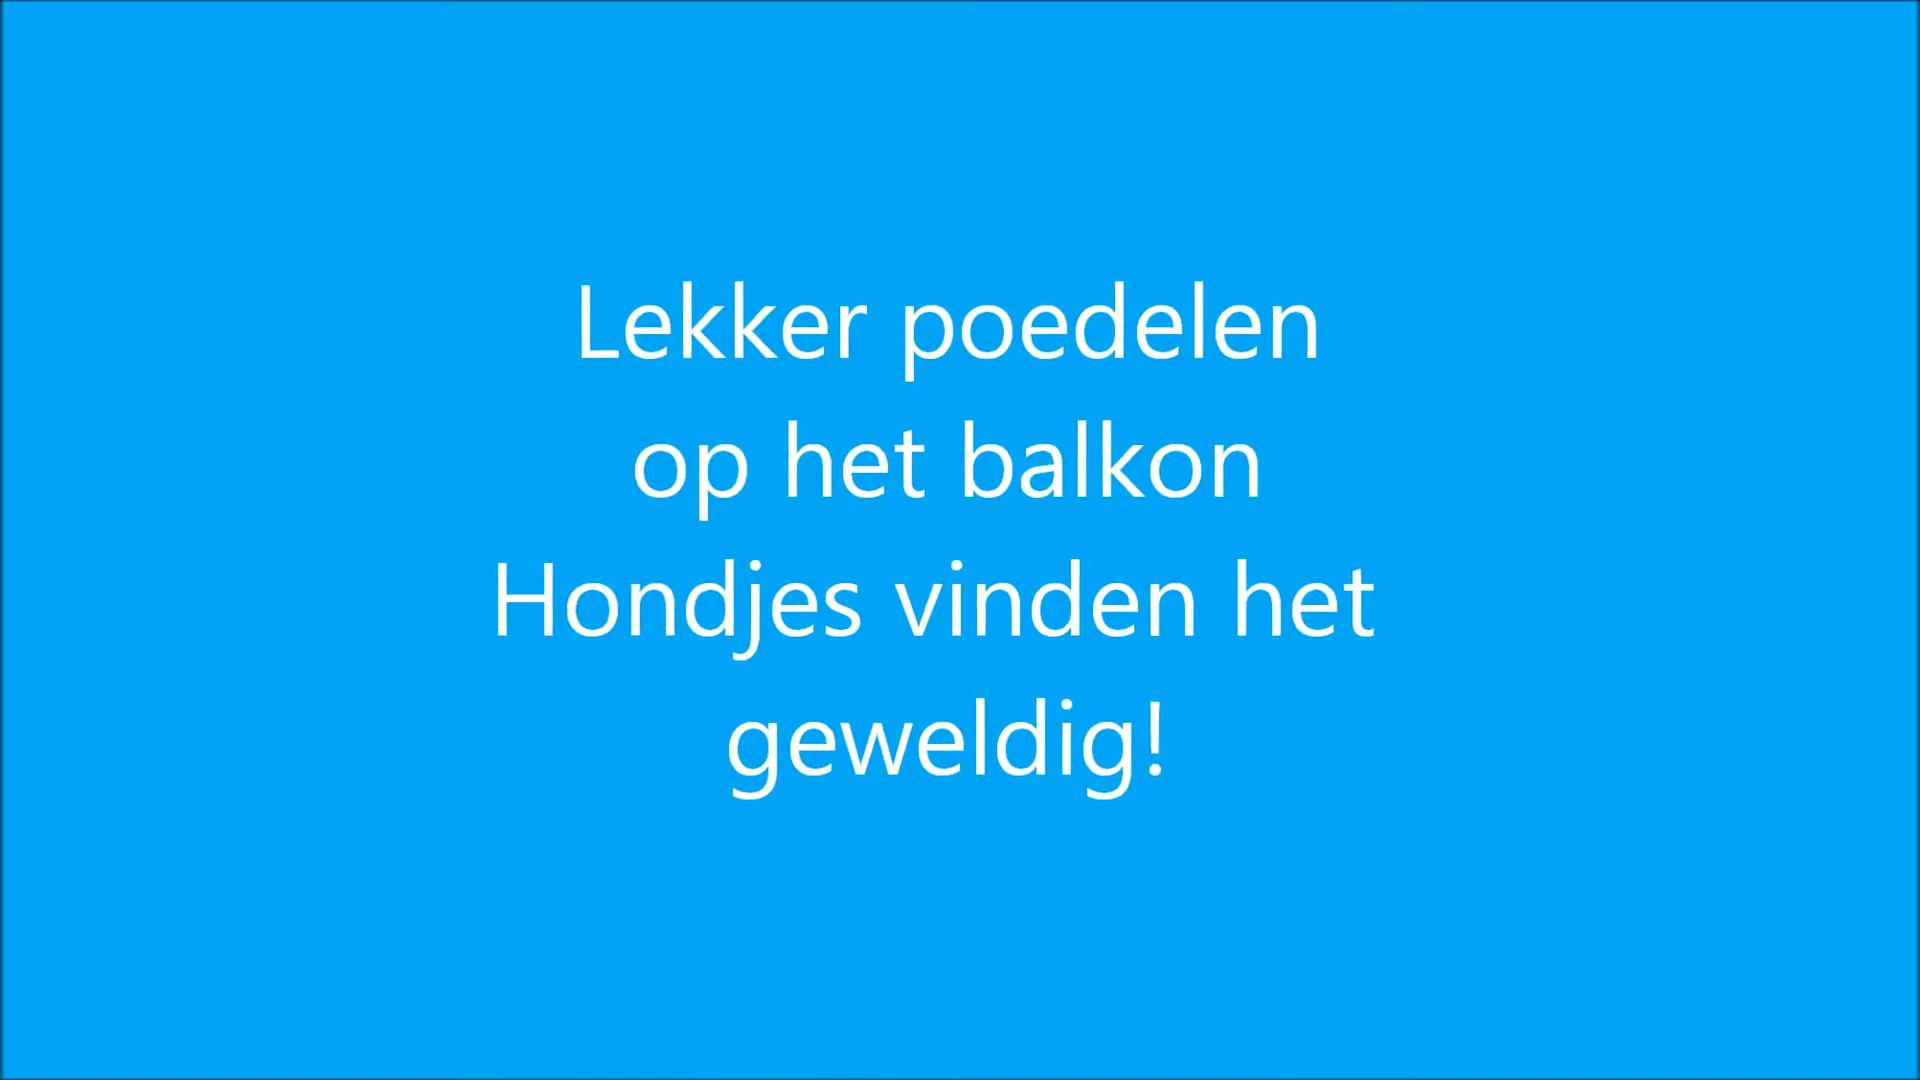 Lekker poedelen
op het balkon
Hondjes vinden het
geweldig!